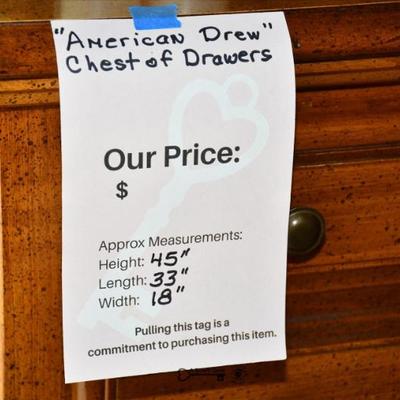 "American Drew"
Chest of Drawers
Our Price:
$
Approx Measurements:
Height: 45"
Length: 33"
Width: 18"
Pulling this tag is a
commitment to purchasing this item.